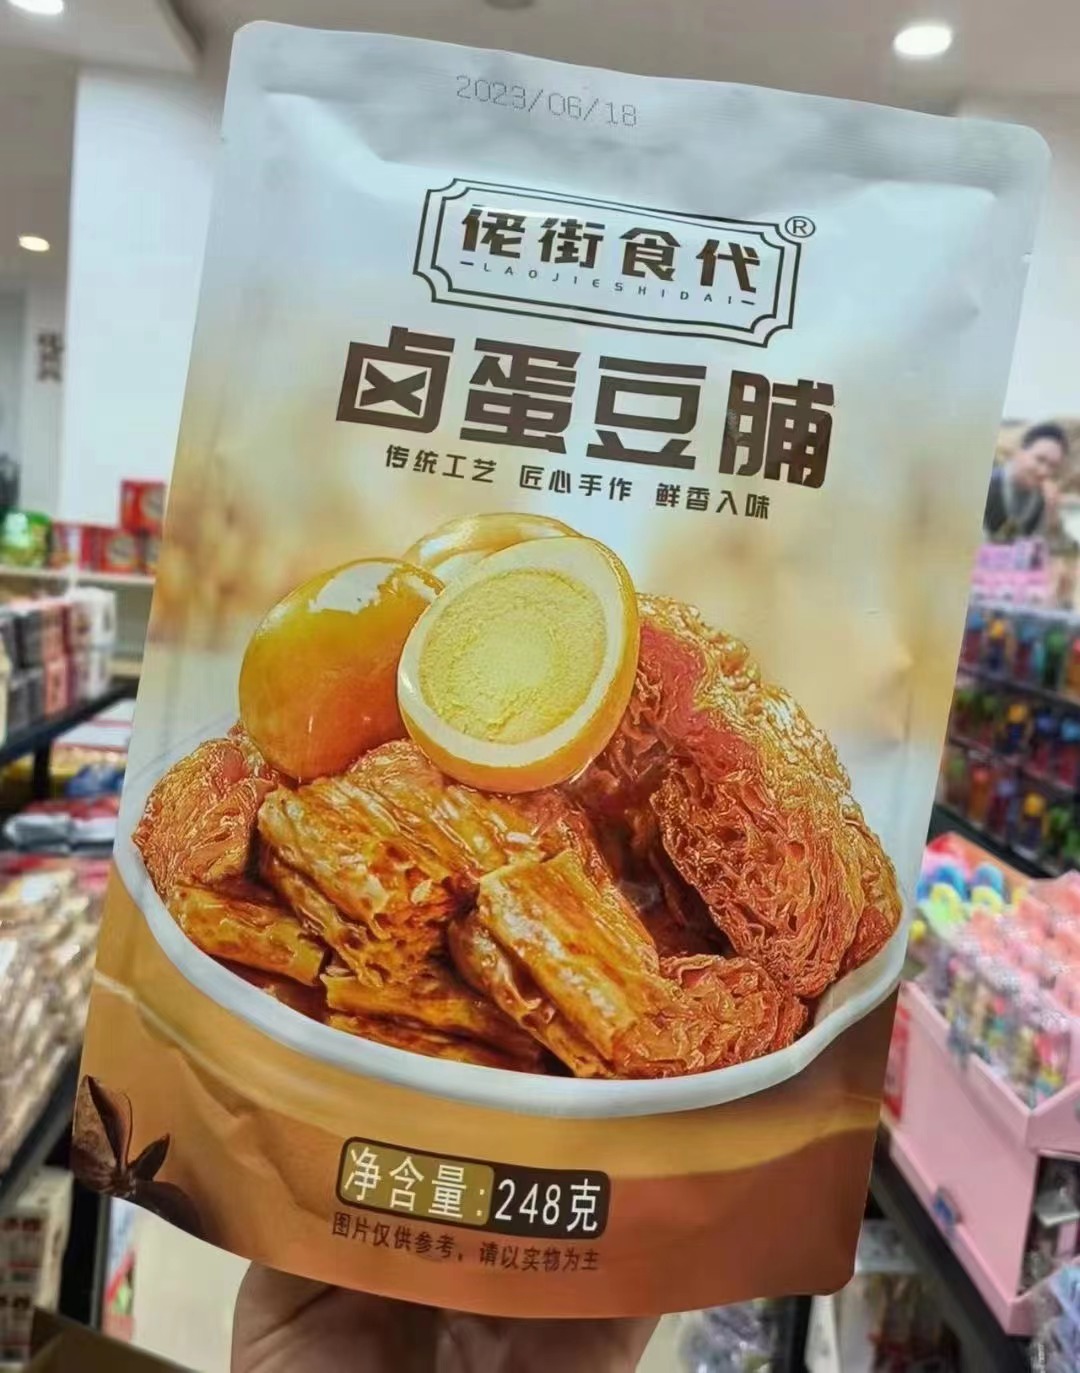 2023/06/18
佬街食代®
LAOJIESHIDAI
卤蛋豆脯
传统工艺 匠心手作 鲜香入味
净含量:248克
图片仅供参考，请以实物为主